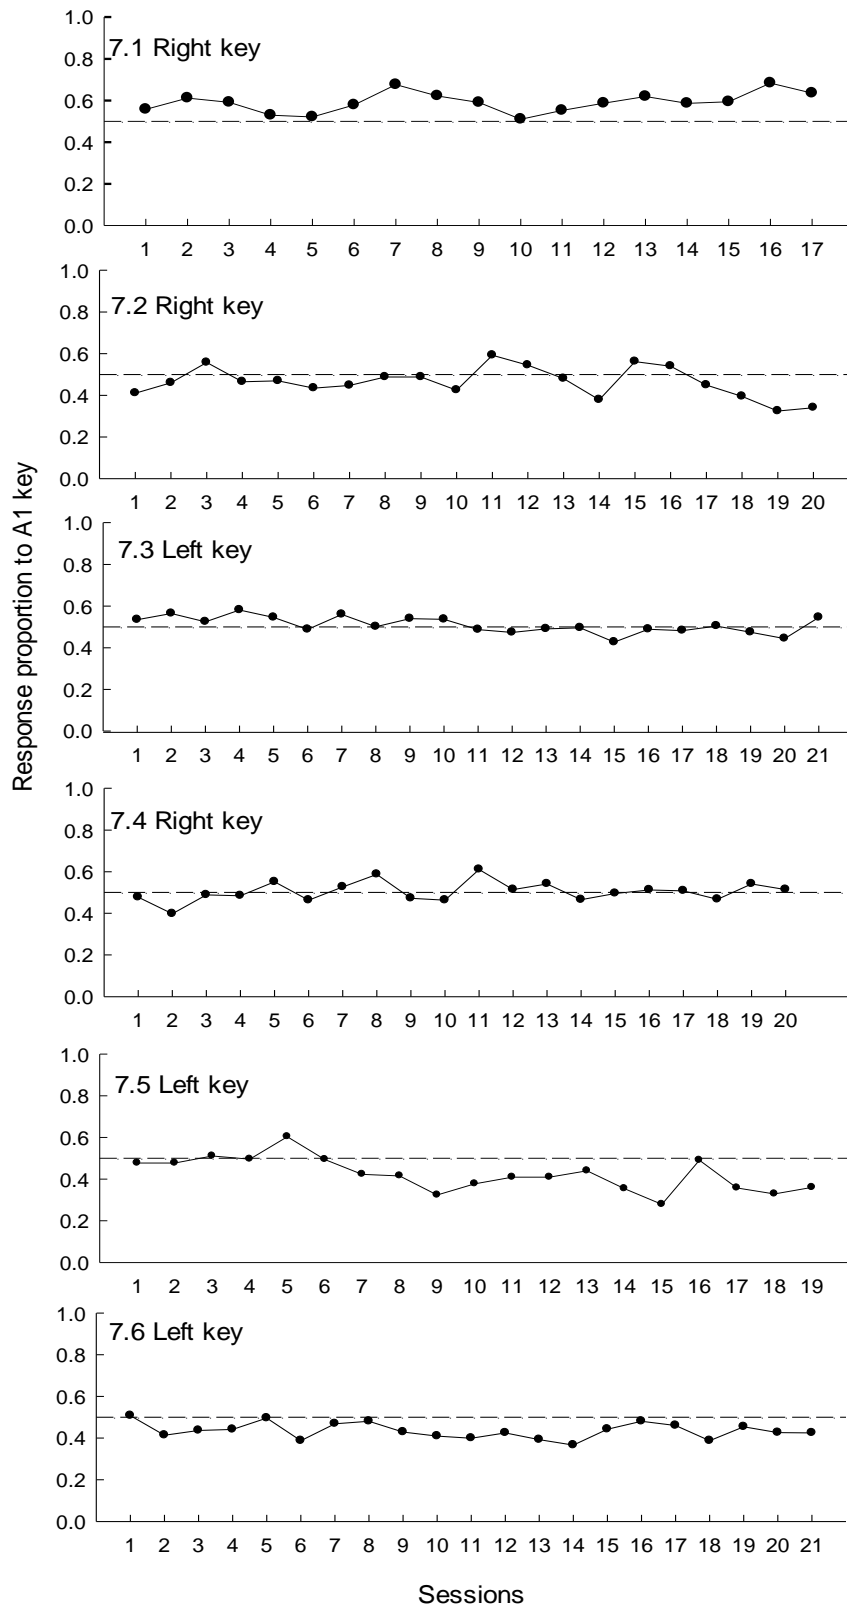 Response proportion to A1 key
1.0
7.1 Right key
0.8
0.6
0.4
0.2
0.0
1 2 3 4 5 6 7 8 9 10 11 12 13 14 15 16 17
1.0
7.2 Right key
0.8
0.6
0.4
0.2
0.0
1 2 3 4 5 6 7 8 9 10 11 12 13 14 15 16 17 18 19 20
1.0
7.3 Left key
0.8
0.6
0.4
0.2
0.0
1 2 3 4 5 6 7 8 9 10 11 12 13 14 15 16 17 18 19 20 21
1.0
7.4 Right key
0.8
0.6
0.4
0.2
0.0
1 2 3 4 5 6 7 8 9 10 11 12 13 14 15 16 17 18 19 20
1.0
7.5 Left key
0.8
0.6
0.4
0.2
0.0
1 2 3 4 5 6 7 8 9 10 11 12 13 14 15 16 17 18 19
1.0
7.6 Left key
0.8
0.6
0.4
0.2
0.0
1 2 3 4 5 6 7 8 9 10 11 12 13 14 15 16 17 18 19 20 21
Sessions